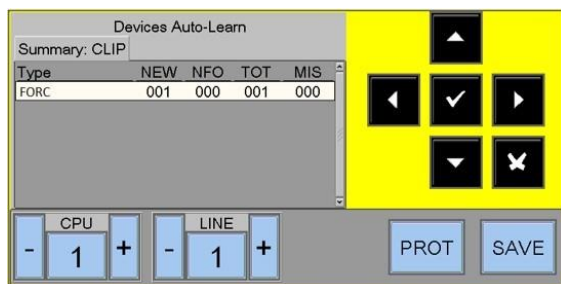 Devices Auto-Learn
Summary: CLIP
Type NEW NFO TOT MIS
FORC 001 000 001 000
CPU LINE
- 1 + - 1 + PROT SAVE